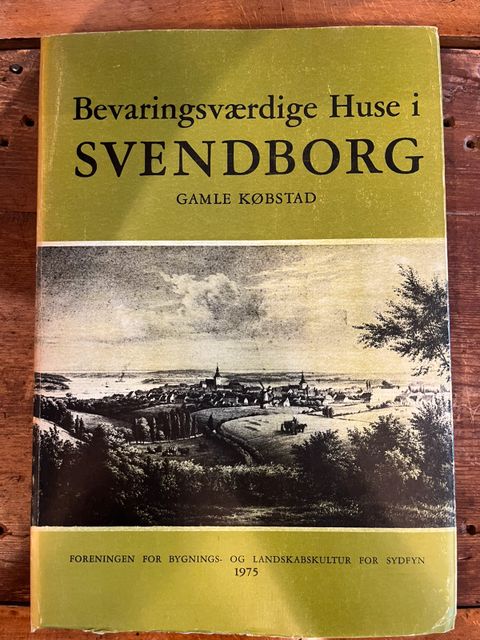 Bevaringsværdige Huse i
SVENDBORG
GAMLE KØBSTAD
FORENINGEN FOR BYGNINGS- OG LANDSKABSKULTUR FOR SYDFYN
1975